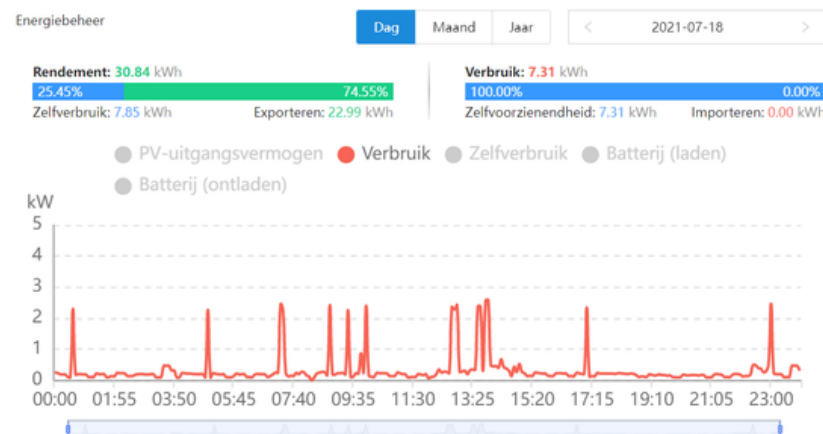 Energiebeheer
Dag Maand Jaar < 2021-07-18 >
Rendement: 30.84 kWh
25.45% 74.55%
Zelfverbruik: 7.85 kWh Exporteren: 22.99 kWh
Verbruik: 7.31 kWh
100.00% 0.00%
Zelfvoorzienendheid: 7.31 kWh Importeren: 0.00 kWh
PV-uitgangsvermogen Verbruik Zelfverbruik Batterij (laden)
Batterij (ontladen)
kW
5
4
3
2
1
0
00:00 01:55 03:50 05:45 07:40 09:35 11:30 13:25 15:20 17:15 19:10 21:05 23:00